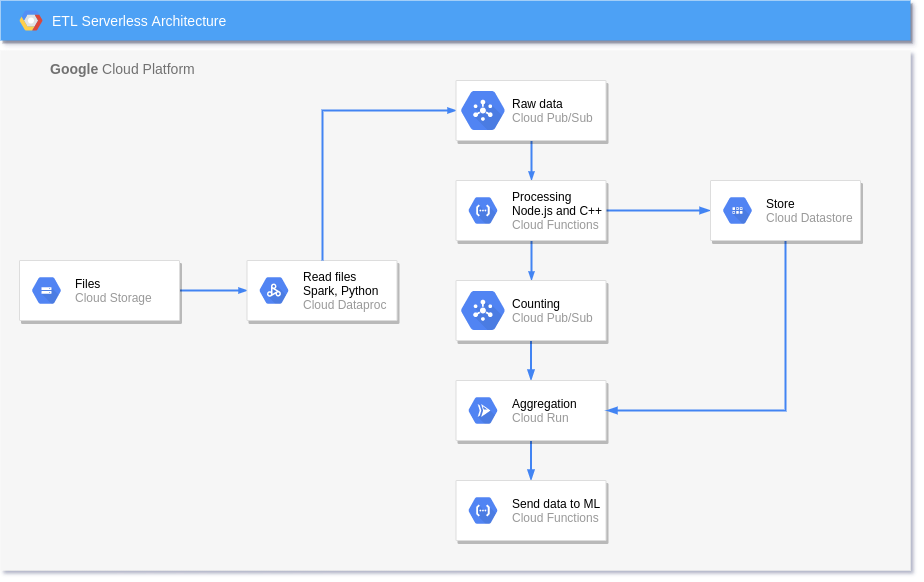 ETL Serverless Architecture
Google Cloud Platform
Files
Cloud Storage
Read files
Spark, Python
Cloud Dataproc
Raw data
Cloud Pub/Sub
Processing
Node.js and C++
Cloud Functions
Store
Cloud Datastore
Counting
Cloud Pub/Sub
Aggregation
Cloud Run
Send data to ML
Cloud Functions